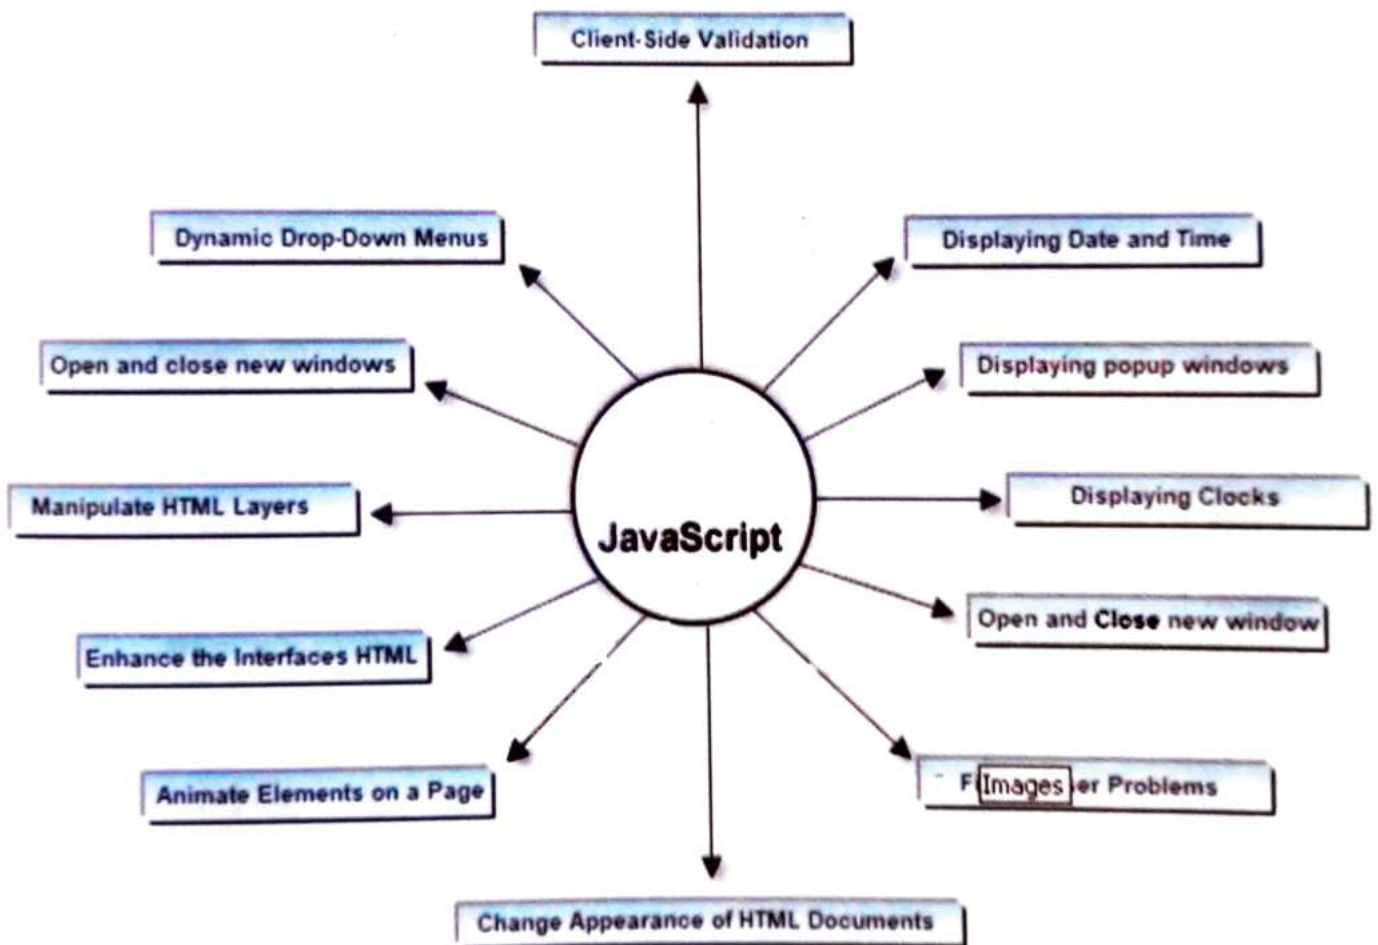 Client-Side Validation
Dynamic Drop-Down Menus
Displaying Date and Time
Open and close new windows
Displaying popup windows
Manipulate HTML Layers
Displaying Clocks
JavaScript
Open and Close new window
Enhance the Interfaces HTML
Animate Elements on a Page
Images
Problems
Change Appearance of HTML Documents